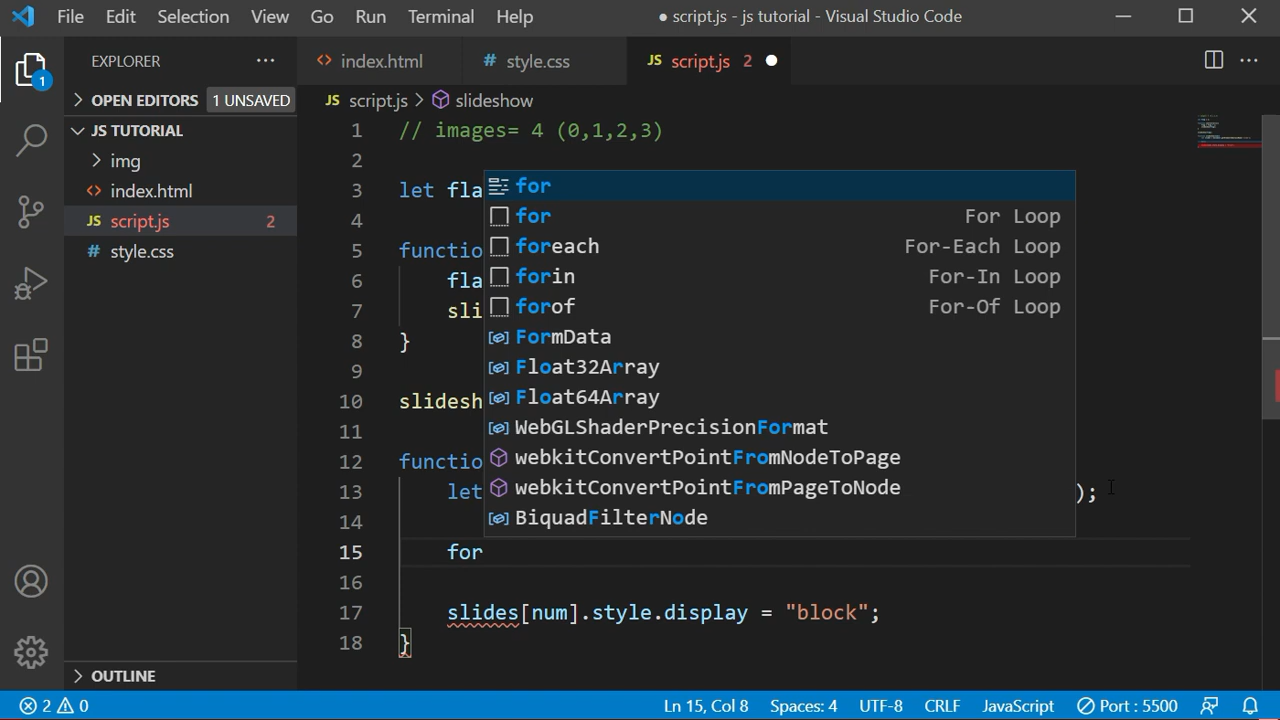 File Edit Selection View Go Run Terminal Help ● script.js - js tutorial - Visual Studio Code
EXPLORER ··· <> index.html # style.css JS script.js 2 ●
1
OPEN EDITORS 1 UNSAVED JS script.js > slideshow
JS TUTORIAL
img
<> index.html
JS script.js 2
# style.css
OUTLINE
1 // images= 4 (0,1,2,3)
2
3 let fla
4
5 functio
6 fla
7 sli
8 }
9
10 slidesh
11
12 functio
13 let );
14
15 for
16
17 slides[num].style.display = "block";
18 }
for
for For Loop
foreach For-Each Loop
forin For-In Loop
forof For-Of Loop
FormData
Float32Array
Float64Array
WebGLShaderPrecisionFormat
webkitConvertPointFromNodeToPage
webkitConvertPointFromPageToNode
BiquadFilterNode
2 0 Ln 15, Col 8 Spaces: 4 UTF-8 CRLF JavaScript Port : 5500